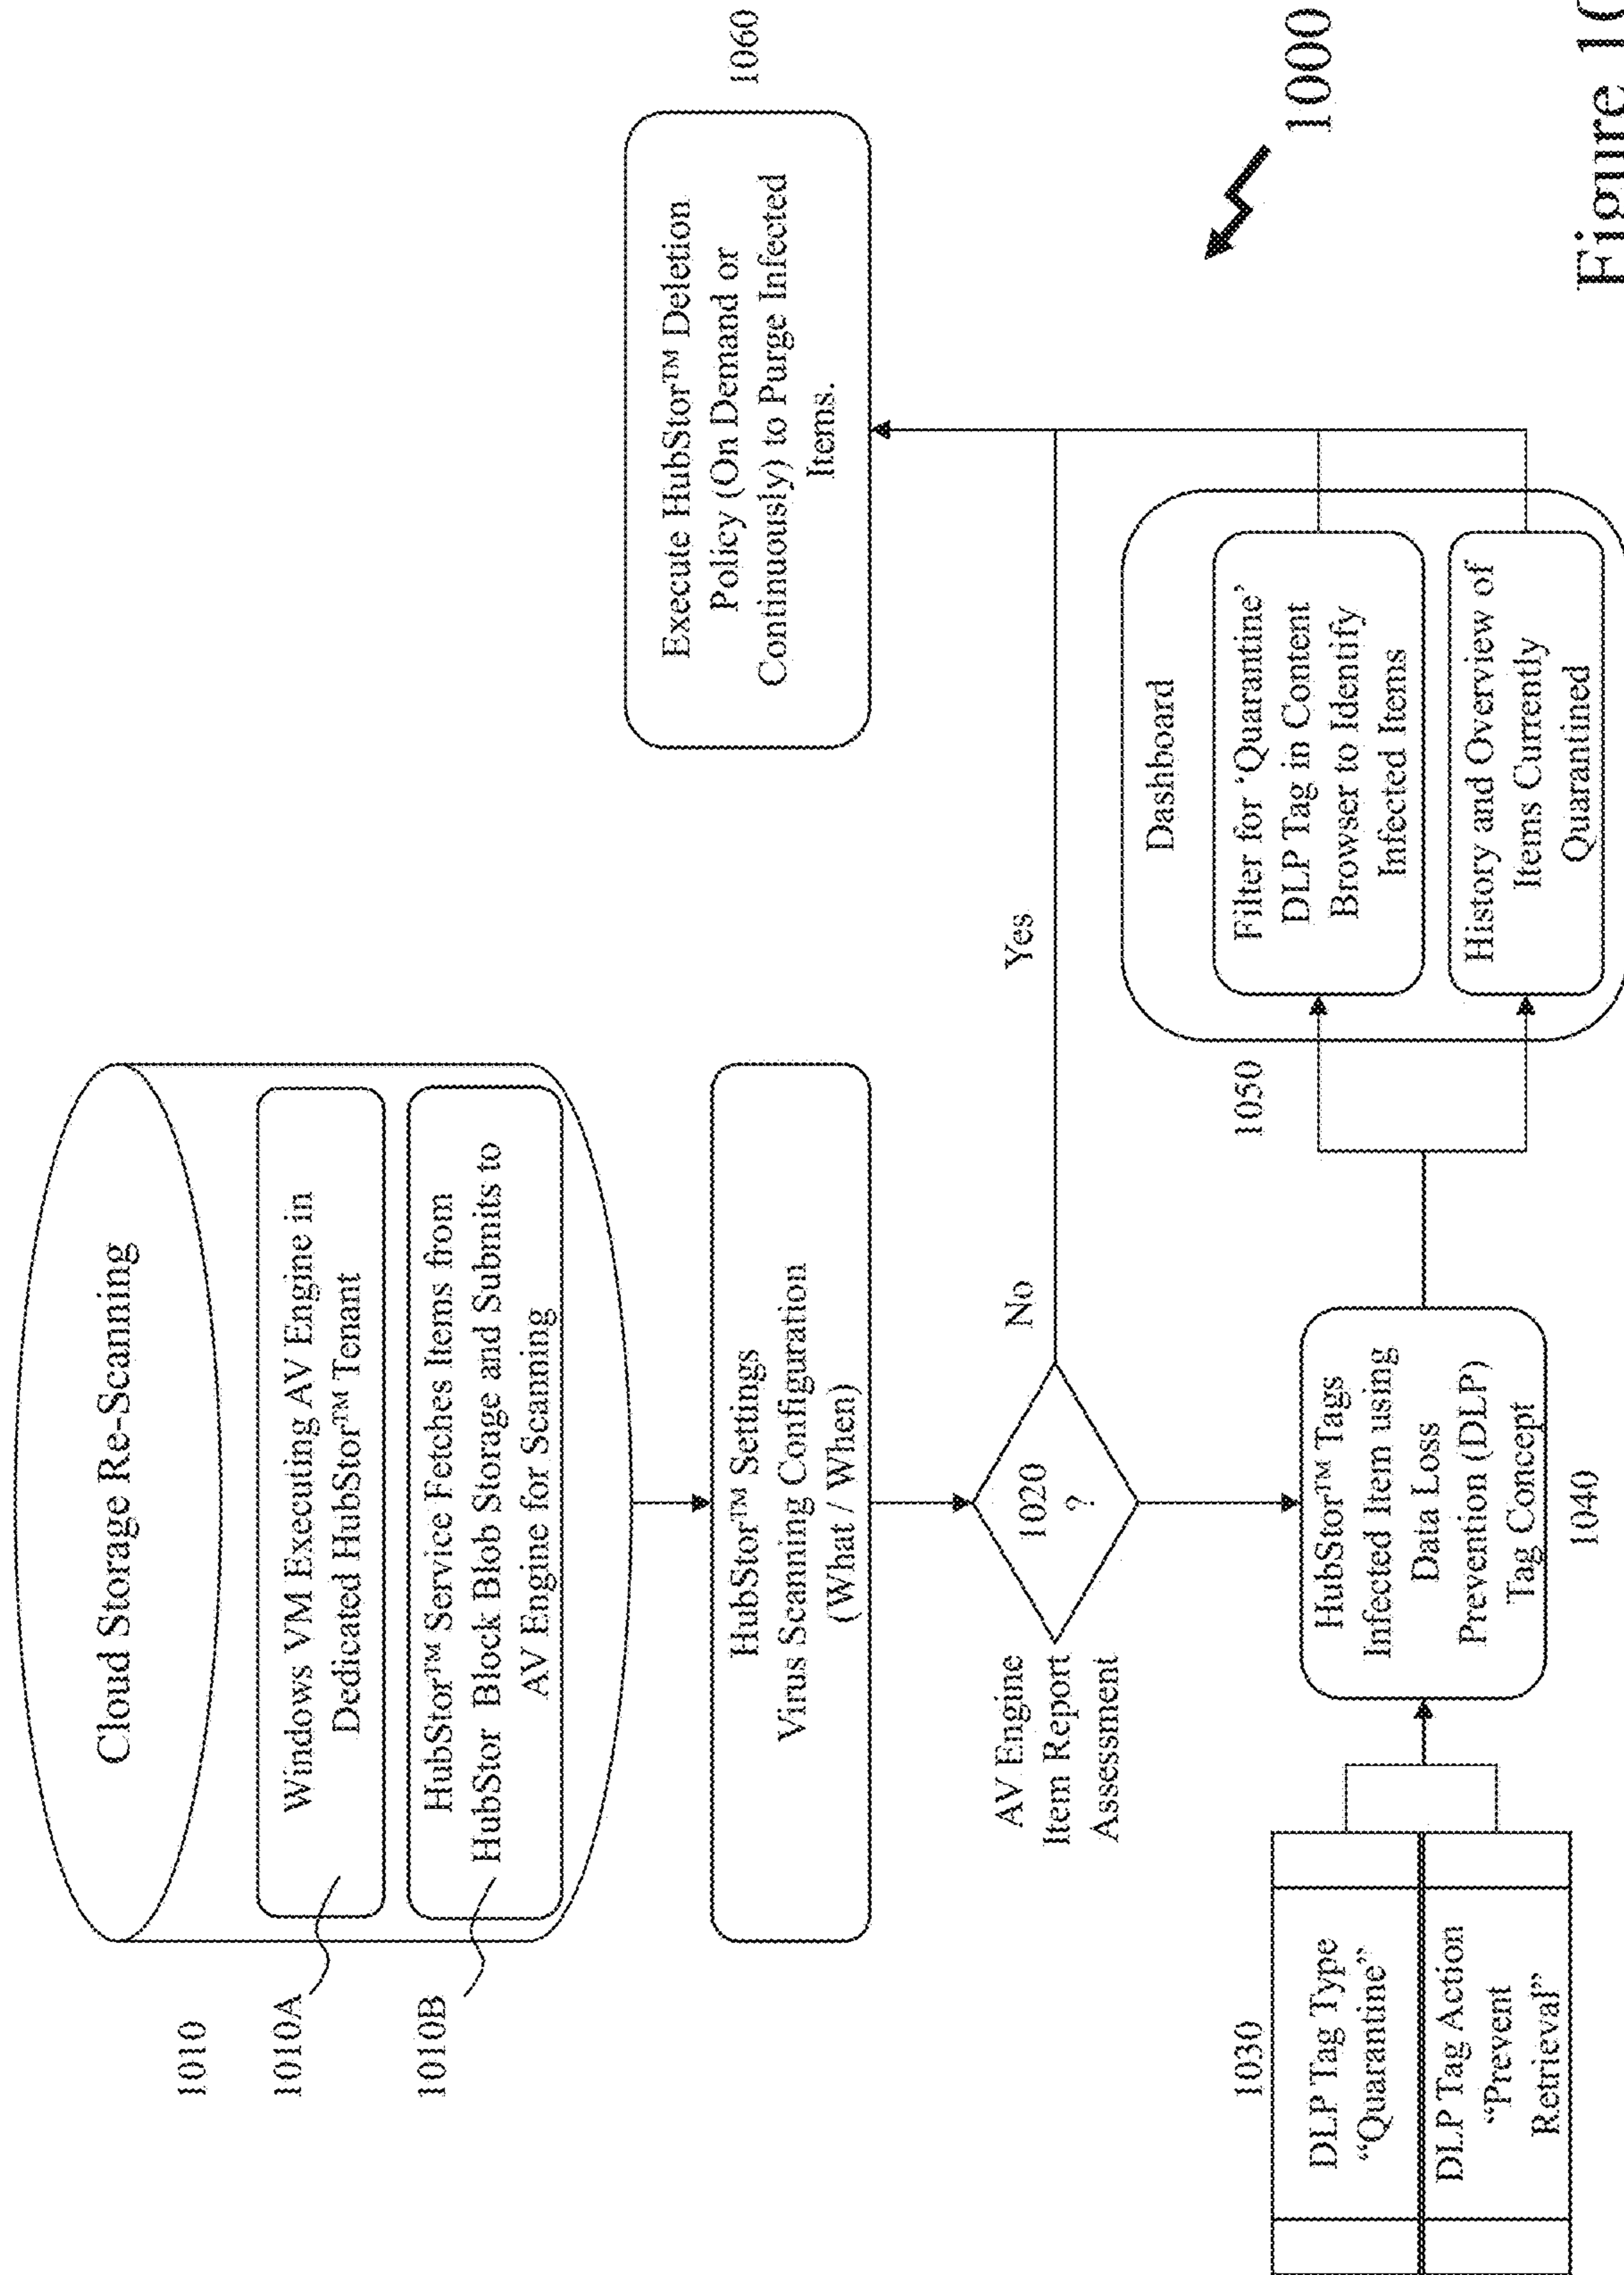 Cloud Storage Re-Scanning
1010
1010A
Windows VM Executing AV Engine in
Dedicated HubStor™ Tenant
1010B
HubStor™ Service Fetches Items from
HubStor Block Blob Storage and Submits to
AV Engine for Scanning
HubStor™ Settings
Virus Scanning Configuration
(What / When)
AV Engine
Item Report
Assessment
1020
?
No
Yes
1030
DLP Tag Type
“Quarantine”
DLP Tag Action
“Prevent
Retrieval”
HubStor™ Tags
Infected Item using
Data Loss
Prevention (DLP)
Tag Concept
1040
1050
Dashboard
Filter for ‘Quarantine’
DLP Tag in Content
Browser to Identify
Infected Items
History and Overview of
Items Currently
Quarantined
Execute HubStor™ Deletion
Policy (On Demand or
Continuously) to Purge Infected
Items.
1060
1000
Figure